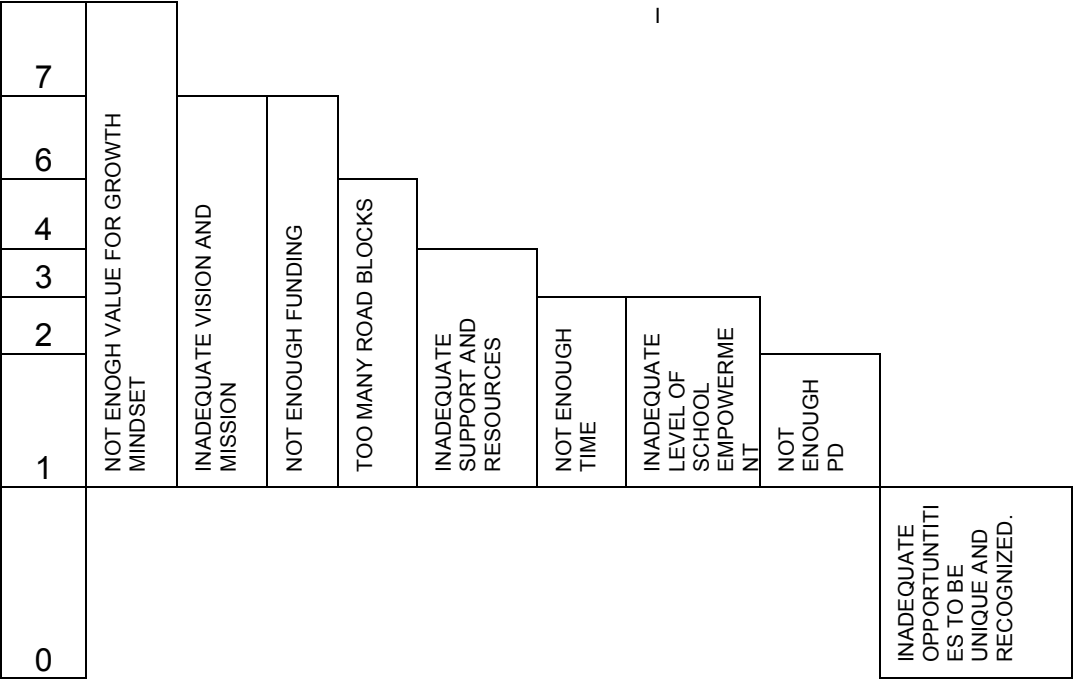 I
7
6
4
3
2
1
0
NOT ENOGH VALUE FOR GROWTH
MINDSET
INADEQUATE VISION AND
MISSION
NOT ENOUGH FUNDING
TOO MANY ROAD BLOCKS
INADEQUATE
SUPPORT AND
RESOURCES
NOT ENOUGH
TIME
INADEQUATE
LEVEL OF
SCHOOL
EMPOWERME
NT
NOT
ENOUGH
PD
INADEQUATE
OPPORTUNTITI
ES TO BE
UNIQUE AND
RECOGNIZED.